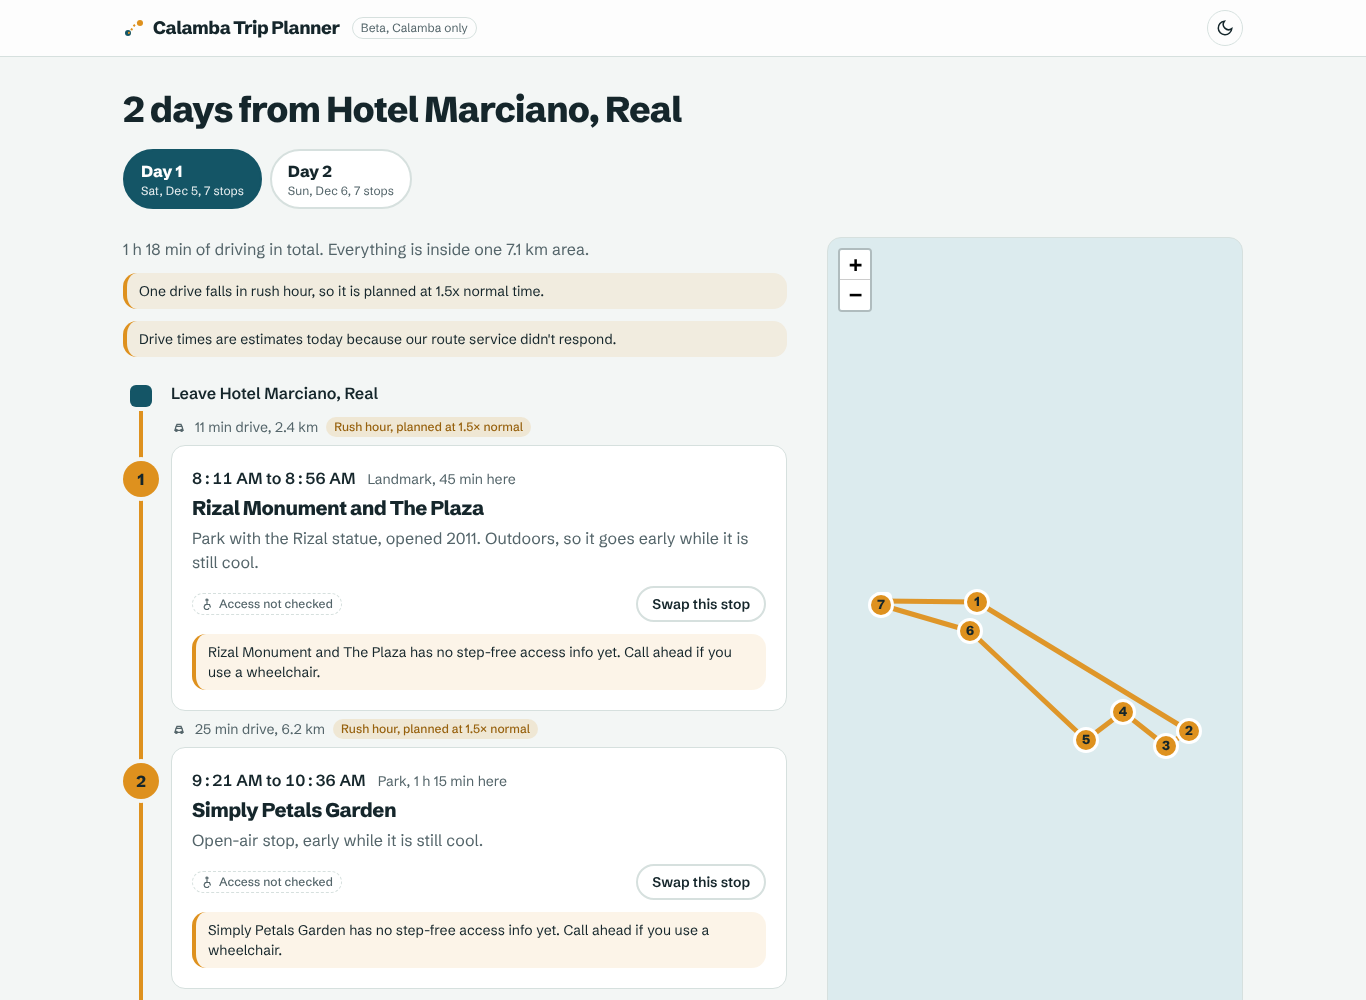 Calamba Trip Planner
Beta, Calamba only
2 days from Hotel Marciano, Real
Day 1
Sat, Dec 5, 7 stops
Day 2
Sun, Dec 6, 7 stops
1 h 18 min of driving in total. Everything is inside one 7.1 km area.
One drive falls in rush hour, so it is planned at 1.5x normal time.
Drive times are estimates today because our route service didn't respond.
Leave Hotel Marciano, Real
11 min drive, 2.4 km
Rush hour, planned at 1.5× normal
1
8:11 AM to 8:56 AM
Landmark, 45 min here
Rizal Monument and The Plaza
Park with the Rizal statue, opened 2011. Outdoors, so it goes early while it is
still cool.
Access not checked
Swap this stop
Rizal Monument and The Plaza has no step-free access info yet. Call ahead if you
use a wheelchair.
25 min drive, 6.2 km
Rush hour, planned at 1.5× normal
2
9:21 AM to 10:36 AM
Park, 1 h 15 min here
Simply Petals Garden
Open-air stop, early while it is still cool.
Access not checked
Swap this stop
Simply Petals Garden has no step-free access info yet. Call ahead if you use a
wheelchair.
+
−
7
1
6
4
2
5
3